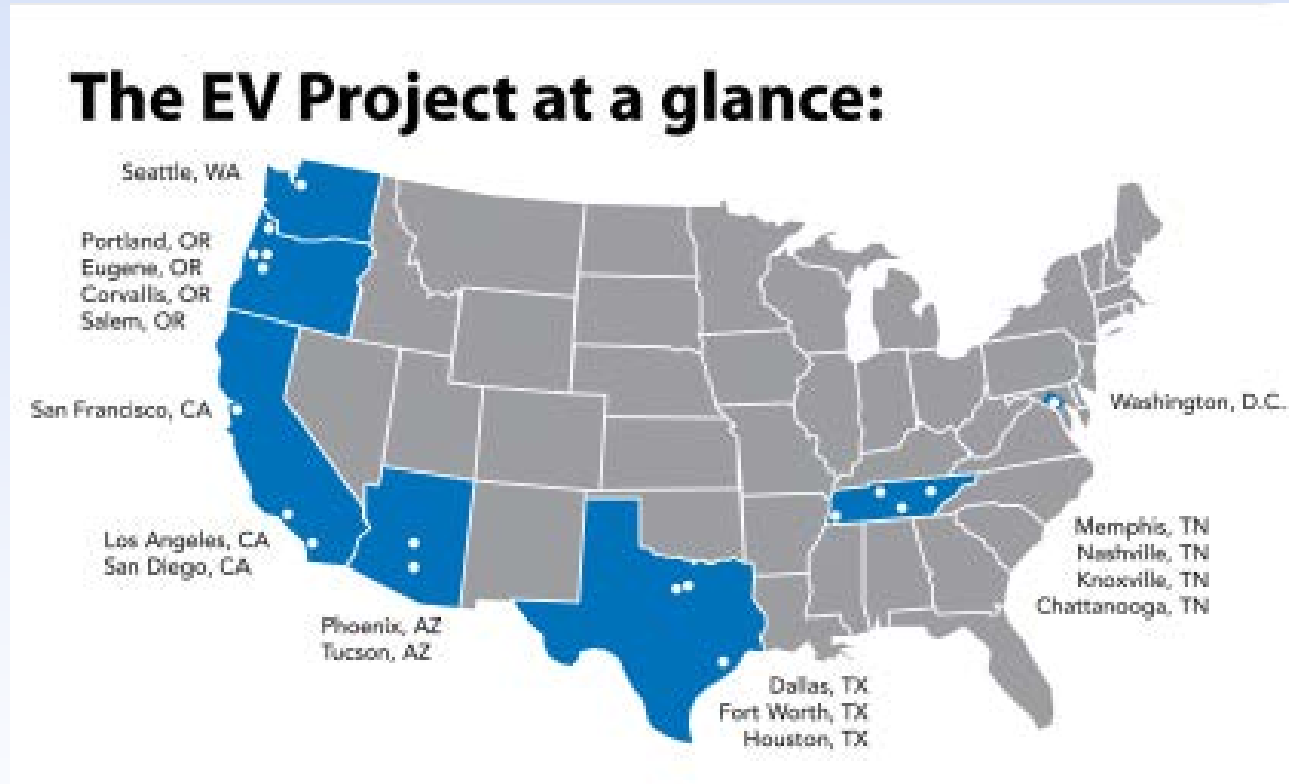 The EV Project at a glance:
Seattle, WA
Portland, OR
Eugene, OR
Corvallis, OR
Salem, OR
San Francisco, CA
Washington, D.C.
Los Angeles, CA
San Diego, CA
Phoenix, AZ
Tucson, AZ
Memphis, TN
Nashville, TN
Knoxville, TN
Chattanooga, TN
Dallas, TX
Fort Worth, TX
Houston, TX